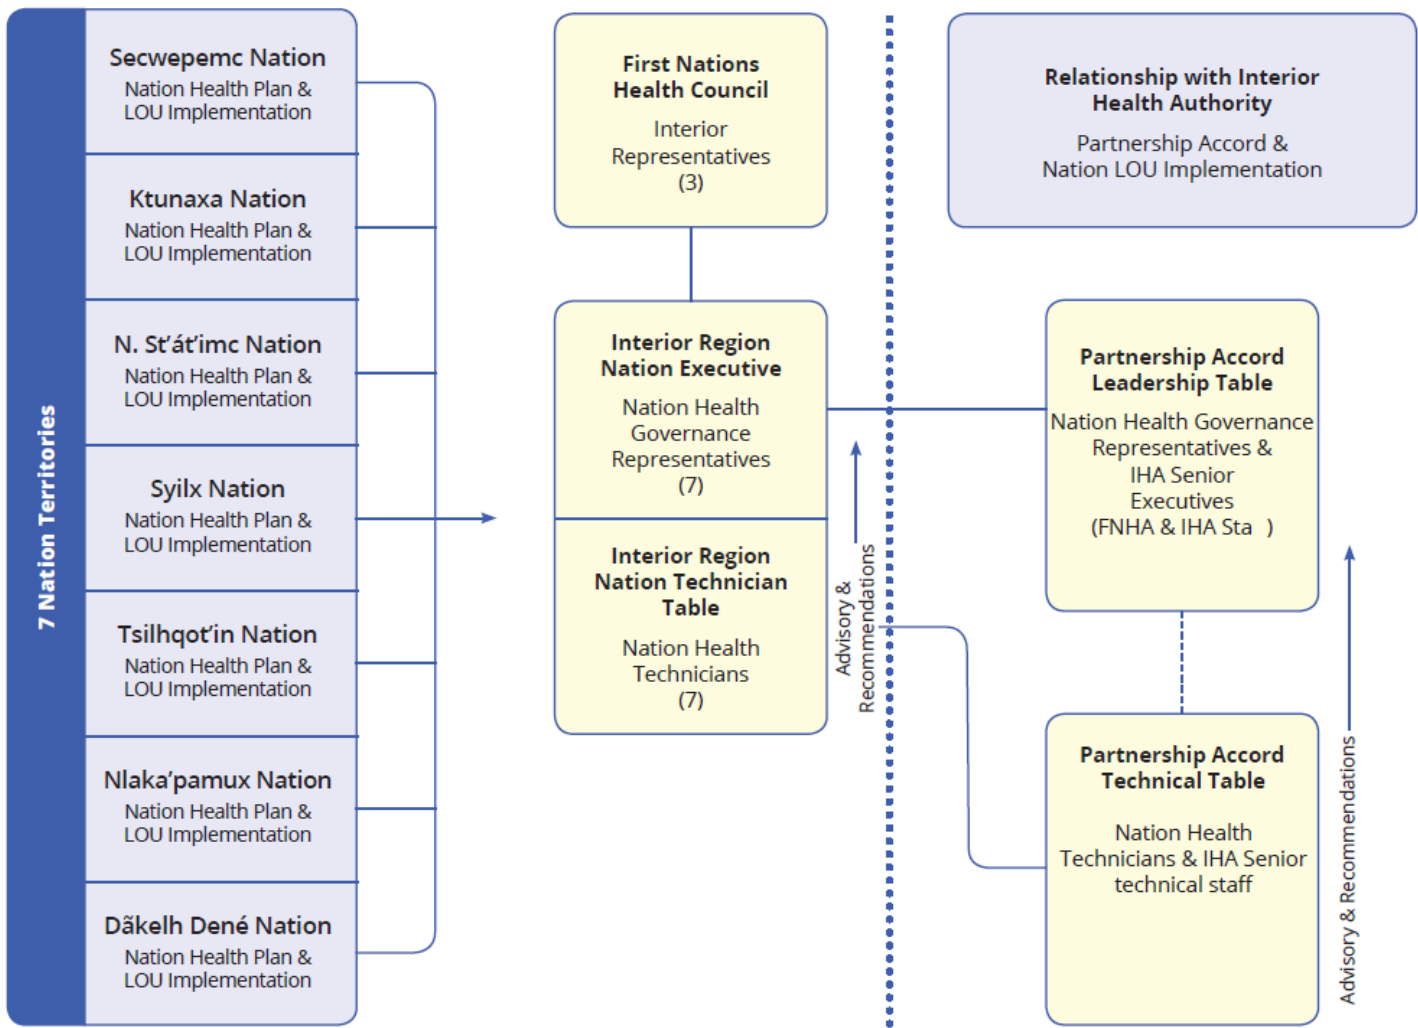 7 Nation Territories
Secwepemc Nation
Nation Health Plan &
LOU Implementation
Ktunaxa Nation
Nation Health Plan &
LOU Implementation
N. St'át'imc Nation
Nation Health Plan &
LOU Implementation
Syilx Nation
Nation Health Plan &
LOU Implementation
Tsilhqot'in Nation
Nation Health Plan &
LOU Implementation
Nlaka'pamux Nation
Nation Health Plan &
LOU Implementation
Dãkelh Dené Nation
Nation Health Plan &
LOU Implementation
First Nations
Health Council
Interior
Representatives
(3)
Interior Region
Nation Executive
Nation Health
Governance
Representatives
(7)
Interior Region
Nation Technician
Table
Nation Health
Technicians
(7)
Advisory &
Recommendations
Relationship with Interior
Health Authority
Partnership Accord &
Nation LOU Implementation
Partnership Accord
Leadership Table
Nation Health Governance
Representatives &
IHA Senior
Executives
(FNHA & IHA Sta )
Partnership Accord
Technical Table
Nation Health
Technicians & IHA Senior
technical staff
Advisory & Recommendations